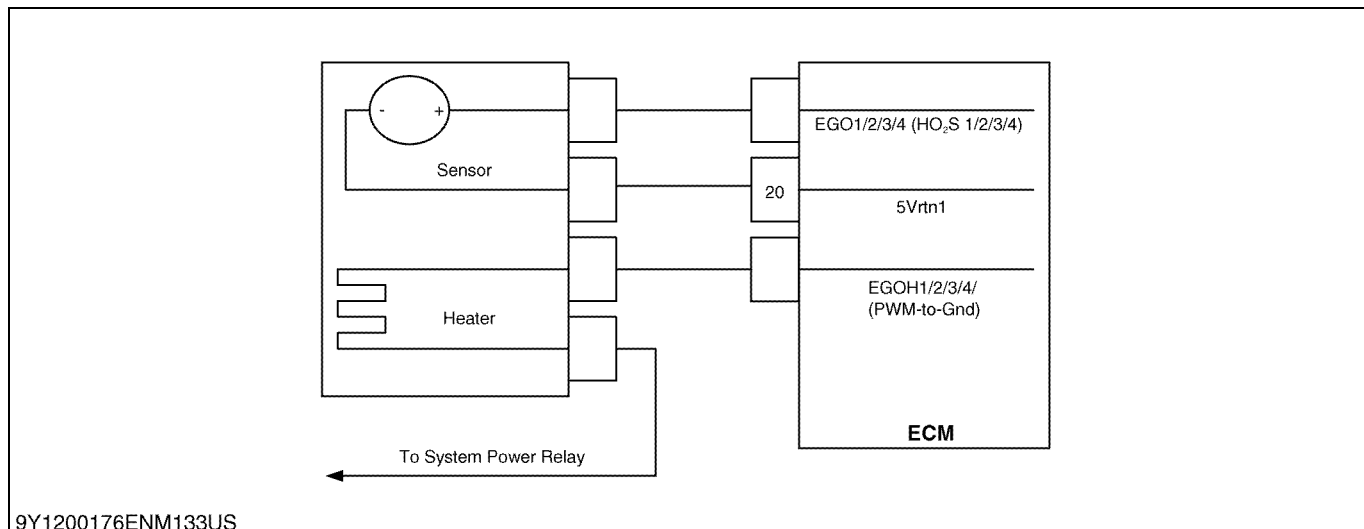 - +
EGO1/2/3/4 (HO₂S 1/2/3/4)
Sensor
20
5Vrtn1
EGOH1/2/3/4/
(PWM-to-Gnd)
Heater
ECM
To System Power Relay
9Y1200176ENM133US